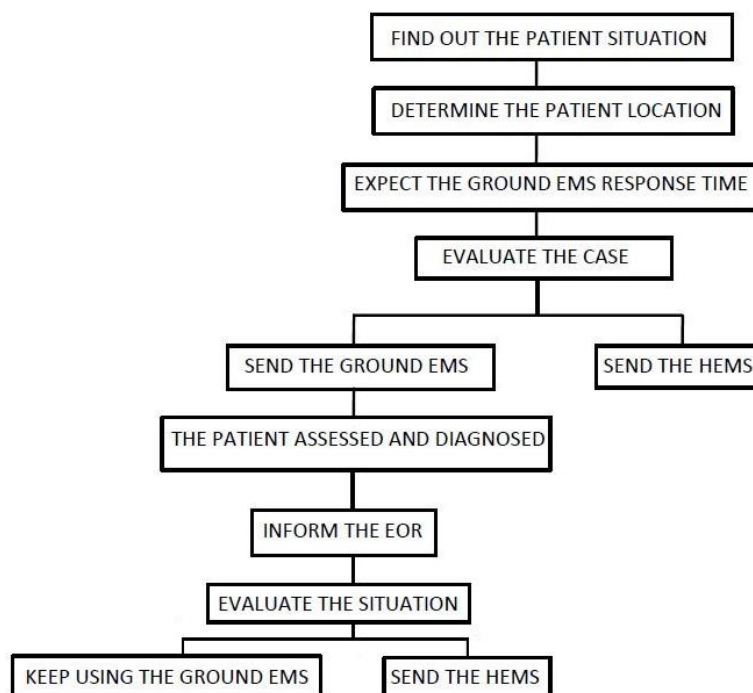 FIND OUT THE PATIENT SITUATION
DETERMINE THE PATIENT LOCATION
EXPECT THE GROUND EMS RESPONSE TIME
EVALUATE THE CASE
SEND THE GROUND EMS
SEND THE HEMS
THE PATIENT ASSESSED AND DIAGNOSED
INFORM THE EOR
EVALUATE THE SITUATION
KEEP USING THE GROUND EMS
SEND THE HEMS